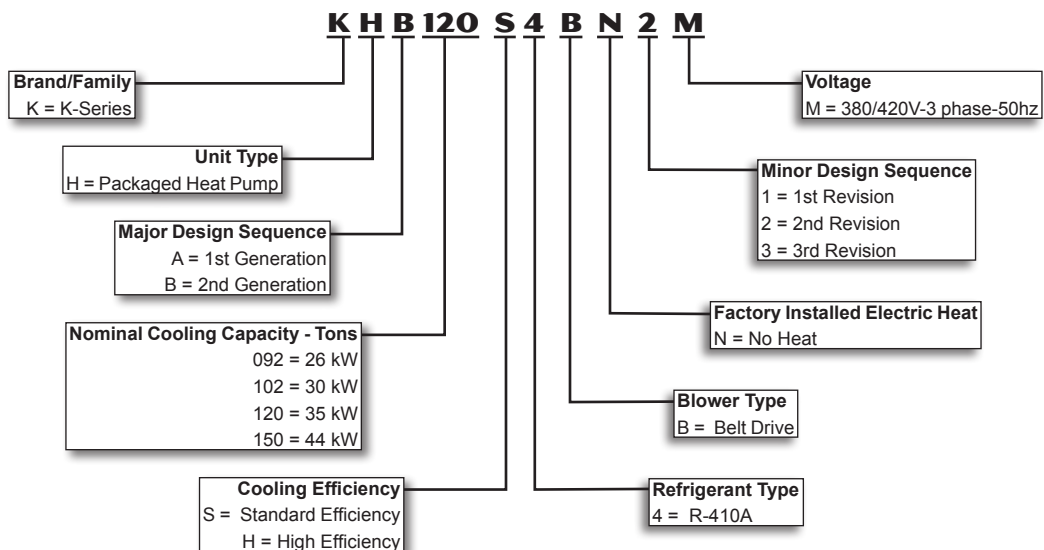 K H B 120 S 4 B N 2 M
Brand/Family
K = K-Series
Unit Type
H = Packaged Heat Pump
Major Design Sequence
A = 1st Generation
B = 2nd Generation
Nominal Cooling Capacity - Tons
092 = 26 kW
102 = 30 kW
120 = 35 kW
150 = 44 kW
Cooling Efficiency
S = Standard Efficiency
H = High Efficiency
Voltage
M = 380/420V-3 phase-50hz
Minor Design Sequence
1 = 1st Revision
2 = 2nd Revision
3 = 3rd Revision
Factory Installed Electric Heat
N = No Heat
Blower Type
B = Belt Drive
Refrigerant Type
4 = R-410A